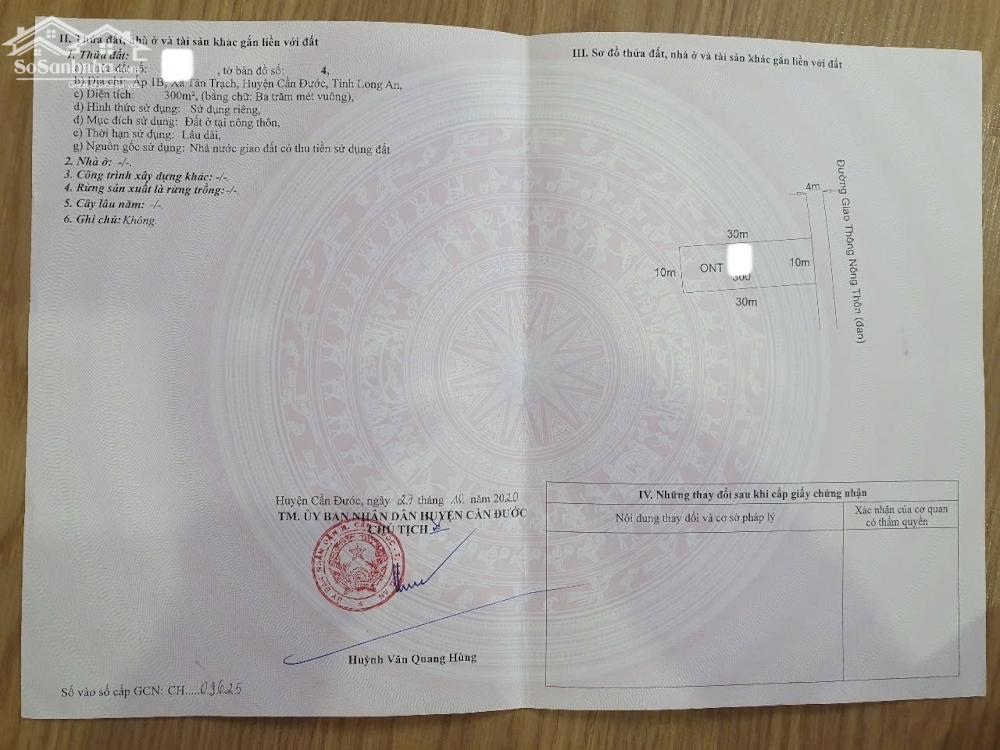 II. Thửa đất, nhà ở và tài sản khác gắn liền với đất
1. Thửa đất:
SoSanhNha.com
, tờ bản đồ số: 4,
b) Địa chỉ: Ấp 1B, Xã Tân Trạch, Huyện Cần Đước, Tỉnh Long An,
c) Diện tích: 300m², (bằng chữ: Ba trăm mét vuông),
d) Hình thức sử dụng: Sử dụng riêng,
đ) Mục đích sử dụng: Đất ở tại nông thôn,
e) Thời hạn sử dụng: Lâu dài,
g) Nguồn gốc sử dụng: Nhà nước giao đất có thu tiền sử dụng đất
2. Nhà ở: -/-.
3. Công trình xây dựng khác: -/-.
4. Rừng sản xuất là rừng trồng: -/-.
5. Cây lâu năm: -/-.
6. Ghi chú: Không.
Huyện Cần Đước, ngày 27 tháng 10 năm 2020
TM. ỦY BAN NHÂN DÂN HUYỆN CẦN ĐƯỚC
CHỦ TỊCH
Huỳnh Văn Quang Hùng
Số vào sổ cấp GCN: CH.....09625
III. Sơ đồ thửa đất, nhà ở và tài sản khác gắn liền với đất
4m
Đường Giao Thông Nông Thôn (đan)
30m
10m
ONT
300
10m
30m
IV. Những thay đổi sau khi cấp giấy chứng nhận
Nội dung thay đổi và cơ sở pháp lý
Xác nhận của cơ quan
có thẩm quyền